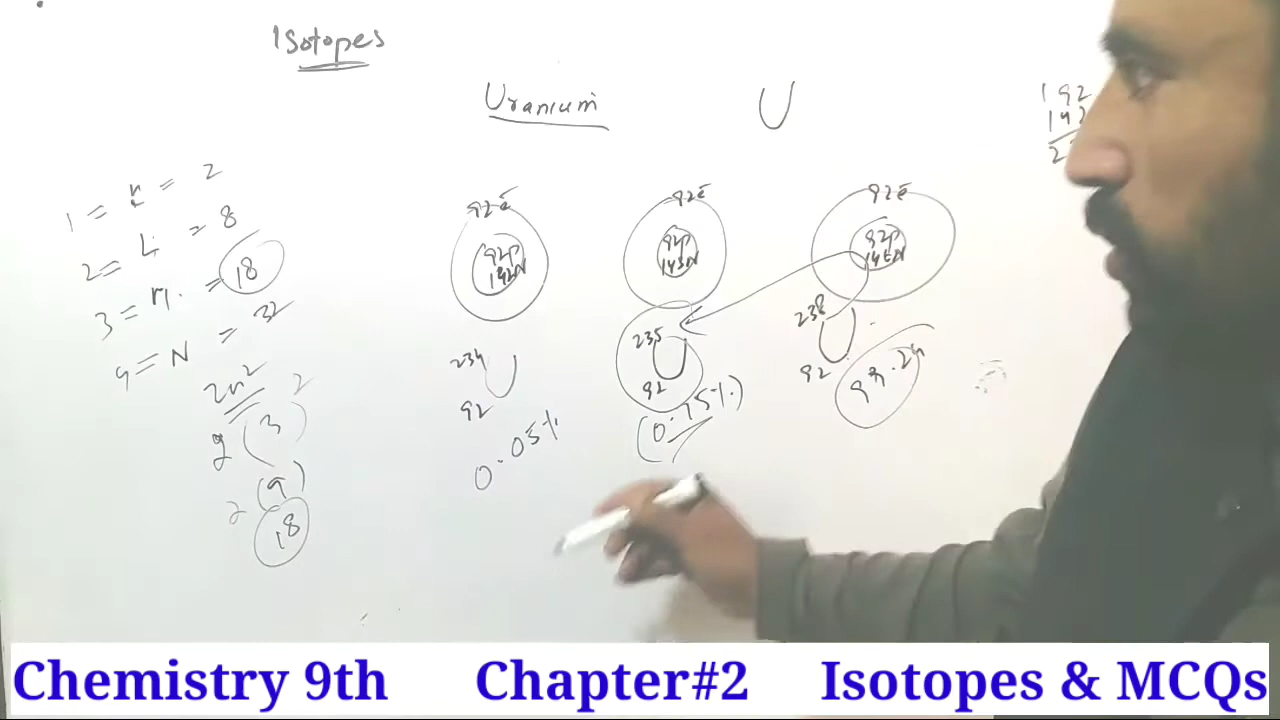 Isotopes
Uranium U
1 = K = 2
2 = L = 8
3 = M = 18
4 = N = 32
2n²
2(3)²
2(9)
18
92e⁻
92p
142N
234
U
92
0.05%
92e⁻
92p
143N
235
U
92
(0.75%)
92e⁻
92p
146N
238
U
92
99.24
Chemistry 9th Chapter#2 Isotopes & MCQs